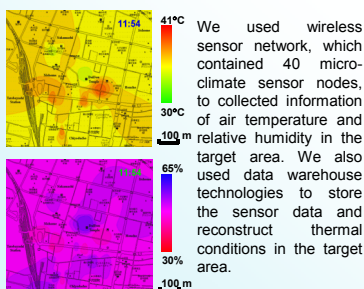 11:54
41°C
30°C
100 m
11:54
65%
30%
100 m
We used wireless
sensor network, which
contained 40 micro-
climate sensor nodes,
to collected information
of air temperature and
relative humidity in the
target area. We also
used data warehouse
technologies to store
the sensor data and
reconstruct thermal
conditions in the target
area.